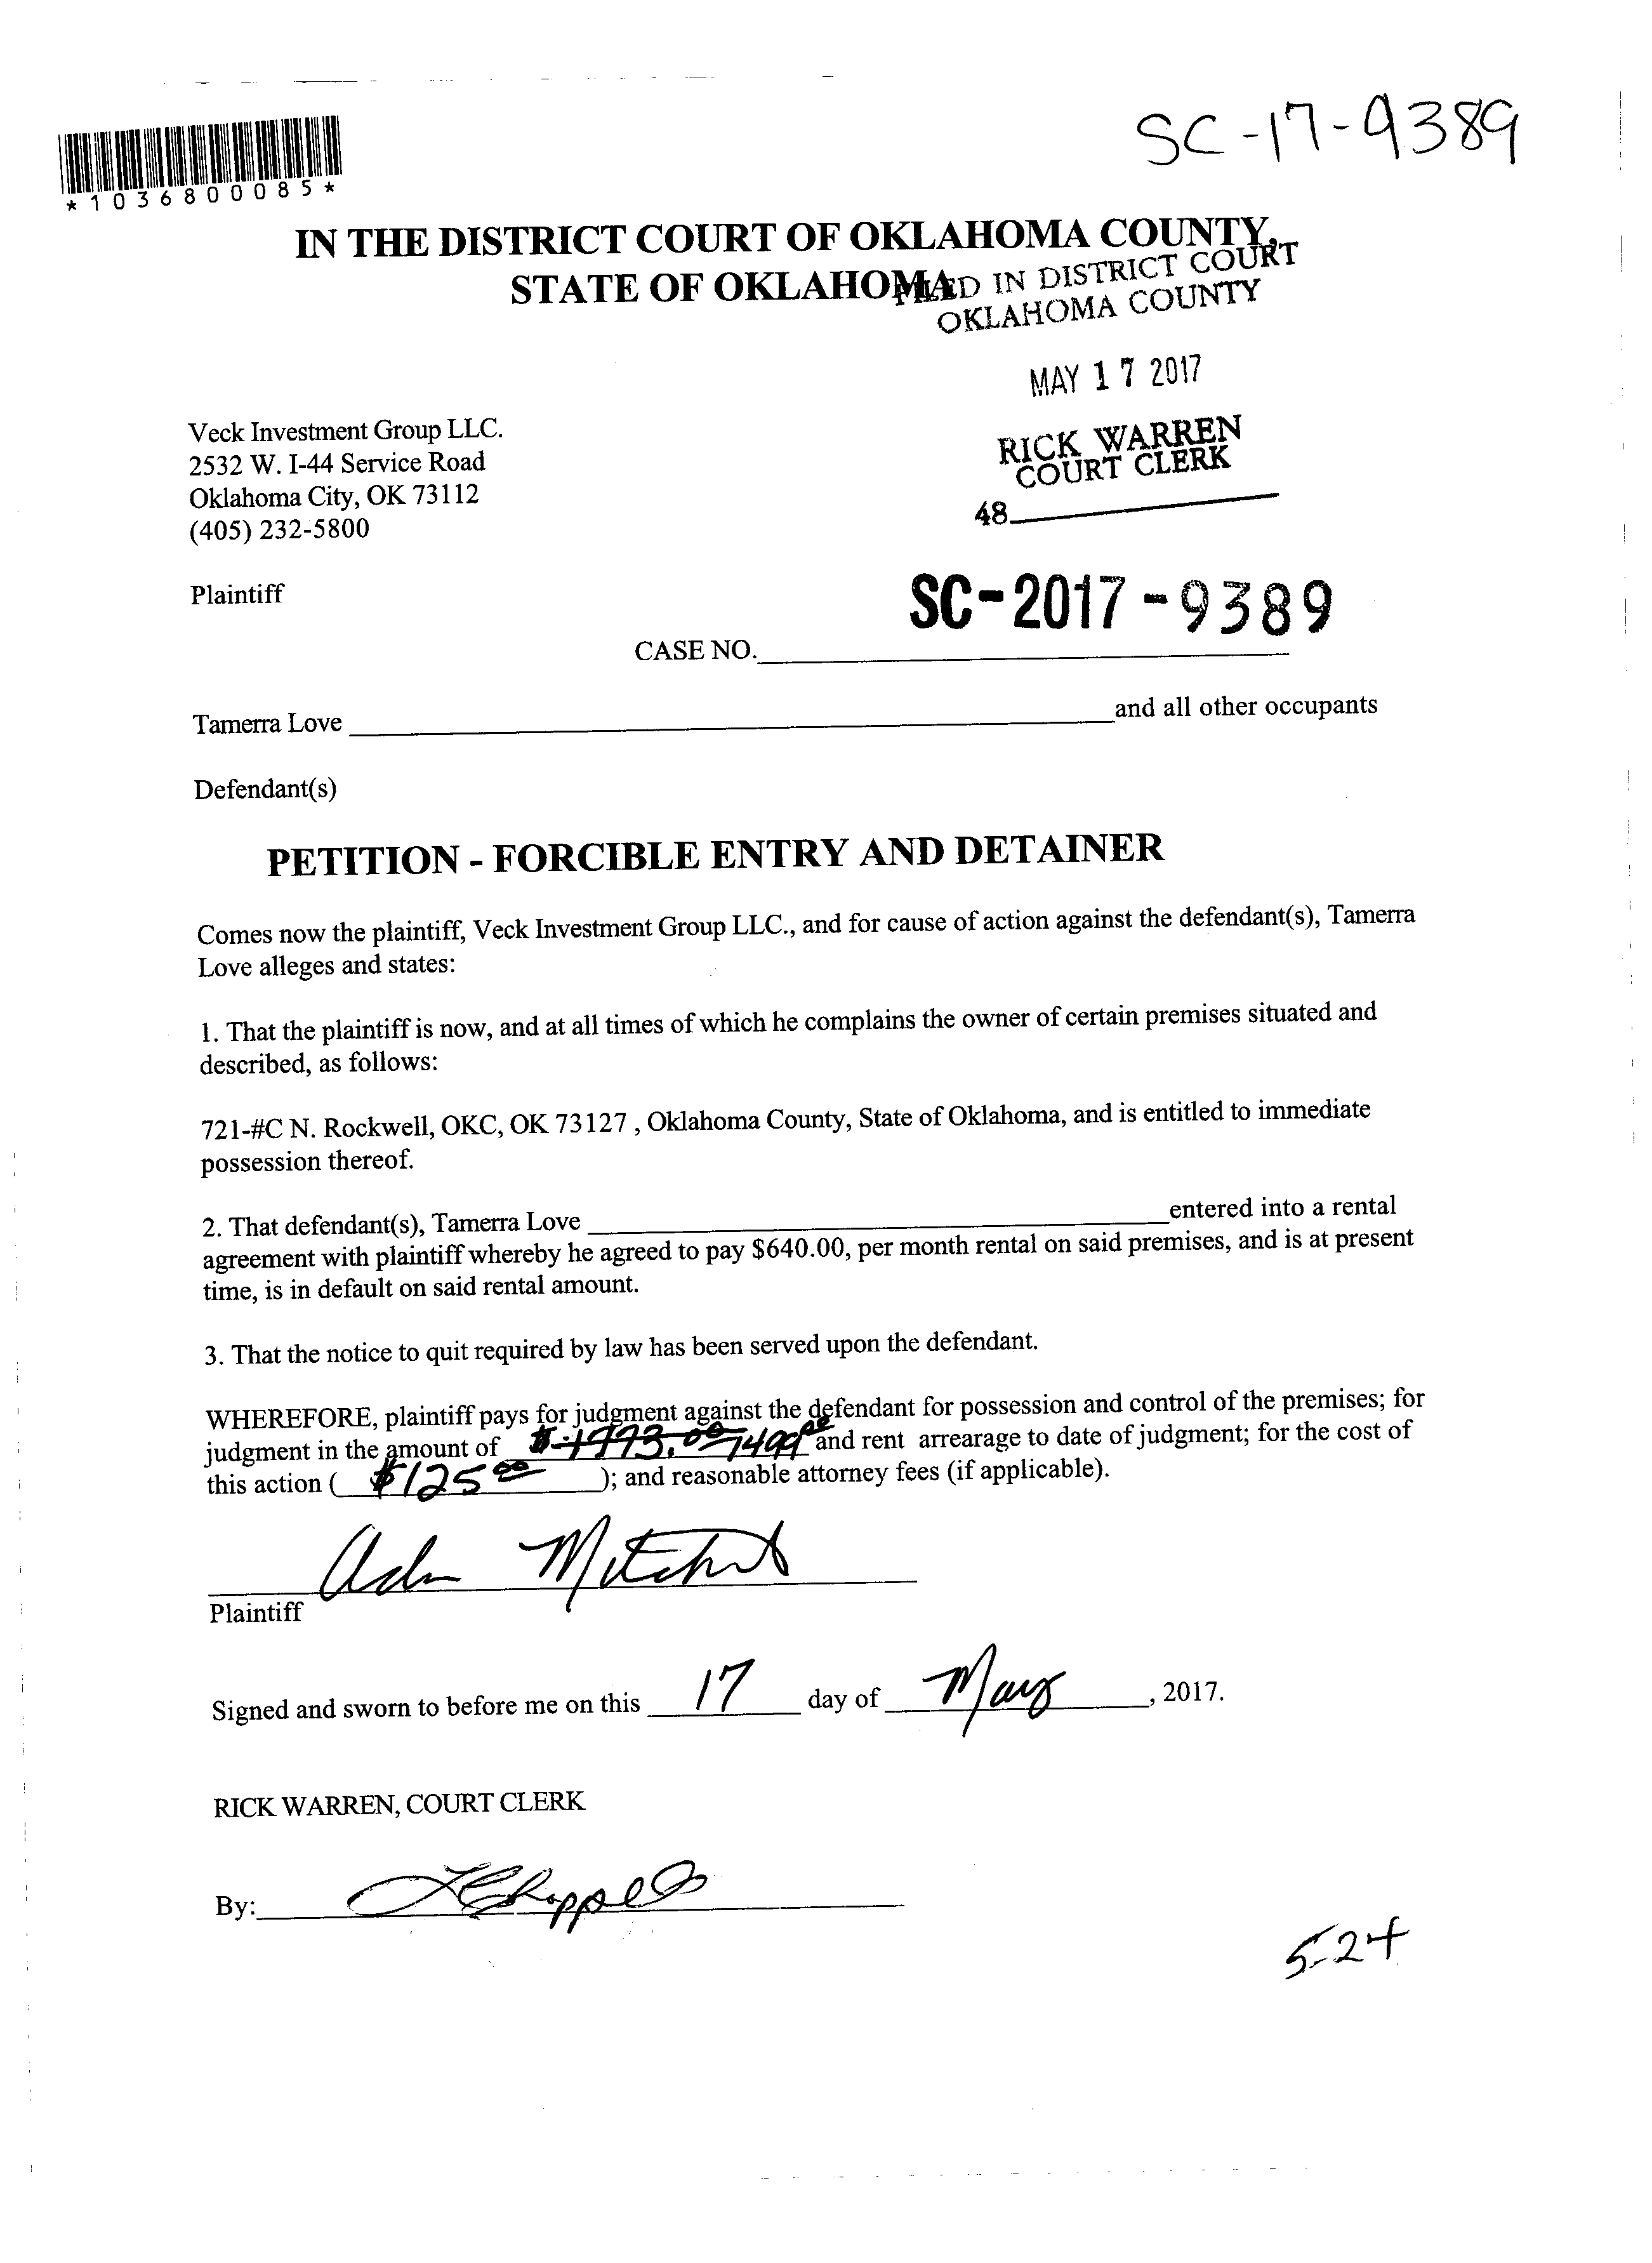 SC-17-9389
*1036800085*
IN THE DISTRICT COURT OF OKLAHOMA COUNTY,
STATE OF OKLAHOMA
FILED IN DISTRICT COURT
OKLAHOMA COUNTY
MAY 17 2017
RICK WARREN
COURT CLERK
48
Veck Investment Group LLC.
2532 W. I-44 Service Road
Oklahoma City, OK 73112
(405) 232-5800
Plaintiff
SC-2017-9389
CASE NO.
Tamerra Love and all other occupants
Defendant(s)
PETITION - FORCIBLE ENTRY AND DETAINER
Comes now the plaintiff, Veck Investment Group LLC., and for cause of action against the defendant(s), Tamerra
Love alleges and states:
1. That the plaintiff is now, and at all times of which he complains the owner of certain premises situated and
described, as follows:
721-#C N. Rockwell, OKC, OK 73127 , Oklahoma County, State of Oklahoma, and is entitled to immediate
possession thereof.
2. That defendant(s), Tamerra Love entered into a rental
agreement with plaintiff whereby he agreed to pay $640.00, per month rental on said premises, and is at present
time, is in default on said rental amount.
3. That the notice to quit required by law has been served upon the defendant.
WHEREFORE, plaintiff pays for judgment against the defendant for possession and control of the premises; for
judgment in the amount of and rent arrearage to date of judgment; for the cost of
this action ( $125 00 ); and reasonable attorney fees (if applicable).
Plaintiff
Signed and sworn to before me on this 17 day of May, 2017.
RICK WARREN, COURT CLERK
By:
5-24